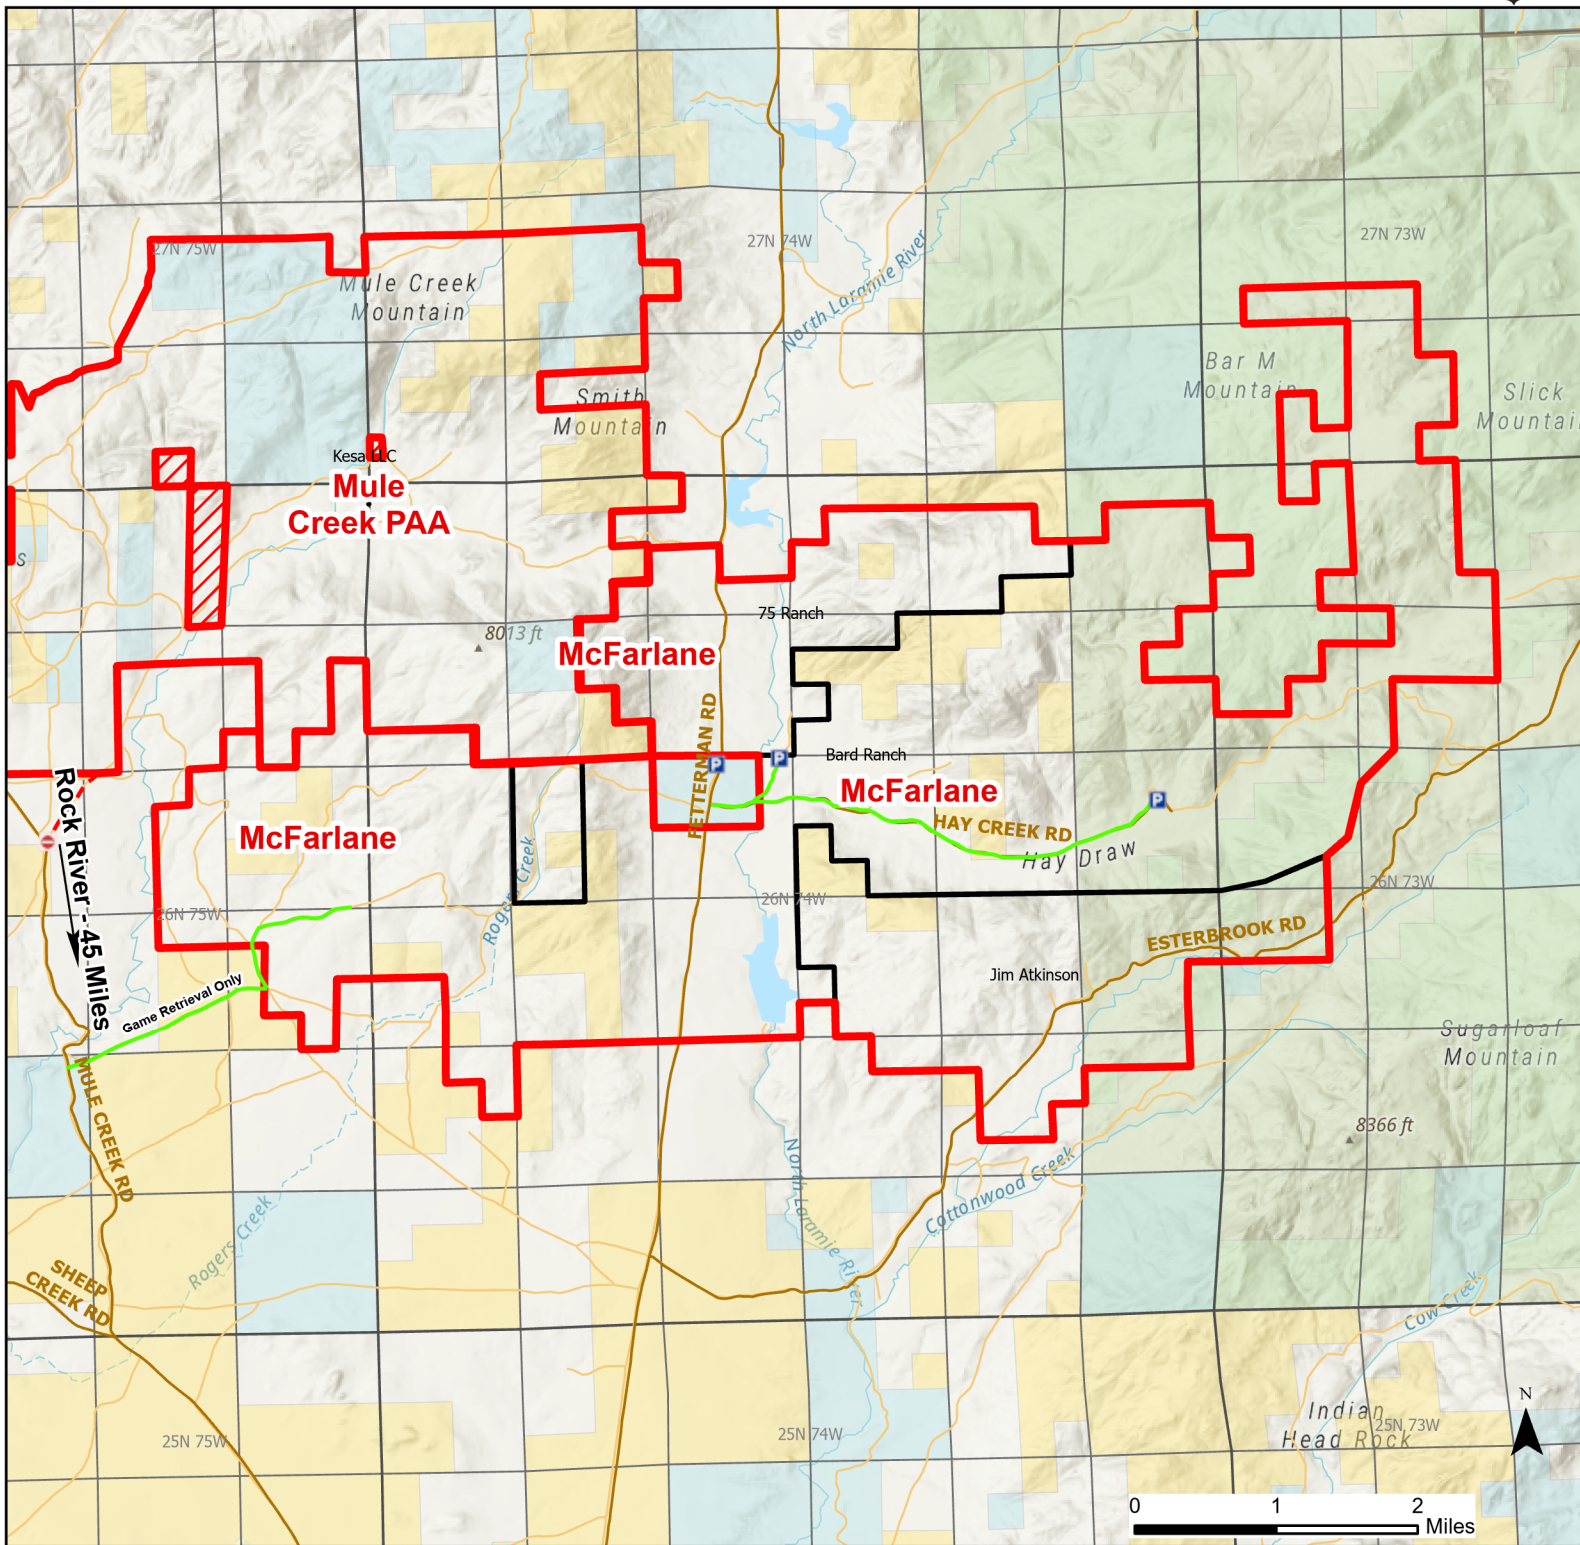 27N 75W
27N 74W
27N 73W
Mule Creek
Mountain
North Laramie River
Bar M
Mountain
Slick
Smith
Mountain
Kesa LLC
Mule
Creek PAA
S
75 Ranch
8013 ft
McFarlane
FETTERMAN RD
P
P
Bard Ranch
McFarlane
P
HAY CREEK RD
Hay Draw
McFarlane
Rock River - 45 Miles
Rogers Creek
26N 75W
26N 74W
26N 73W
ESTERBROOK RD
Jim Atkinson
Game Retrieval Only
Sugarloaf
Mountain
MULE CREEK RD
8366 ft
North Laramie River
Cottonwood Creek
Rogers Creek
SHEEP
CREEK RD
Cow Creek
Indian
Head Rock
25N 75W
25N 74W
25N 73W
N
0 1 2
Miles